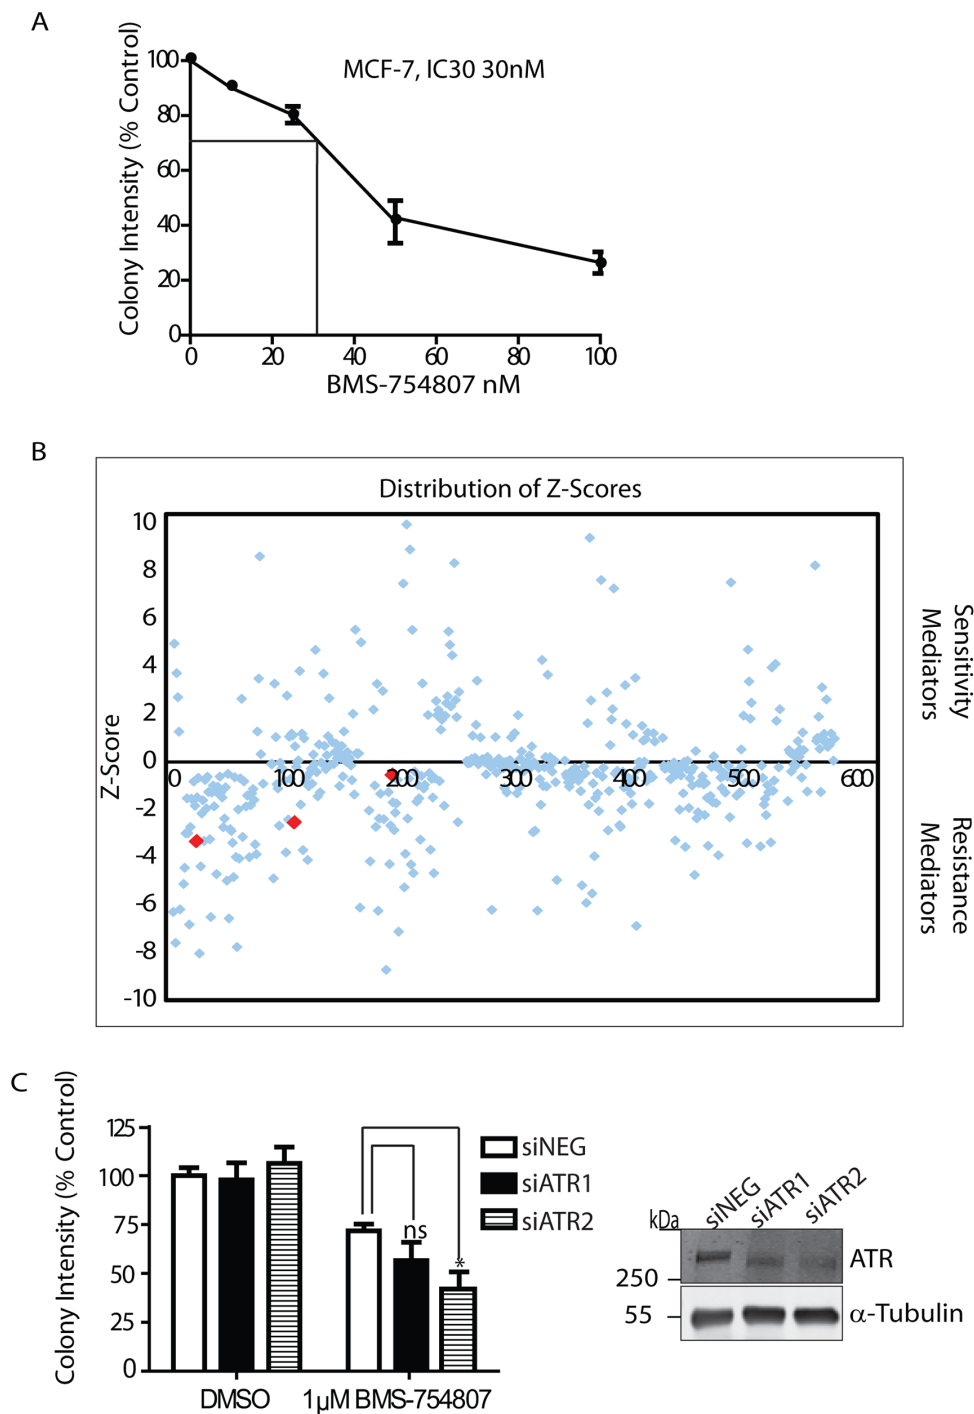 A
MCF-7, IC30 30nM
Colony Intensity (% Control)
100
80
60
40
20
0
0 20 40 60 80 100
BMS-754807 nM
B
Distribution of Z-Scores
Z-Score
10
8
6
4
2
0
-2
-4
-6
-8
-10
0 100 200 300 400 500 600
Sensitivity
Mediators
Resistance
Mediators
C
Colony Intensity (% Control)
125
100
75
50
25
0
ns
*
siNEG
siATR1
siATR2
DMSO 1µM BMS-754807
kDa
siNEG siATR1 siATR2
250
ATR
55
α-Tubulin